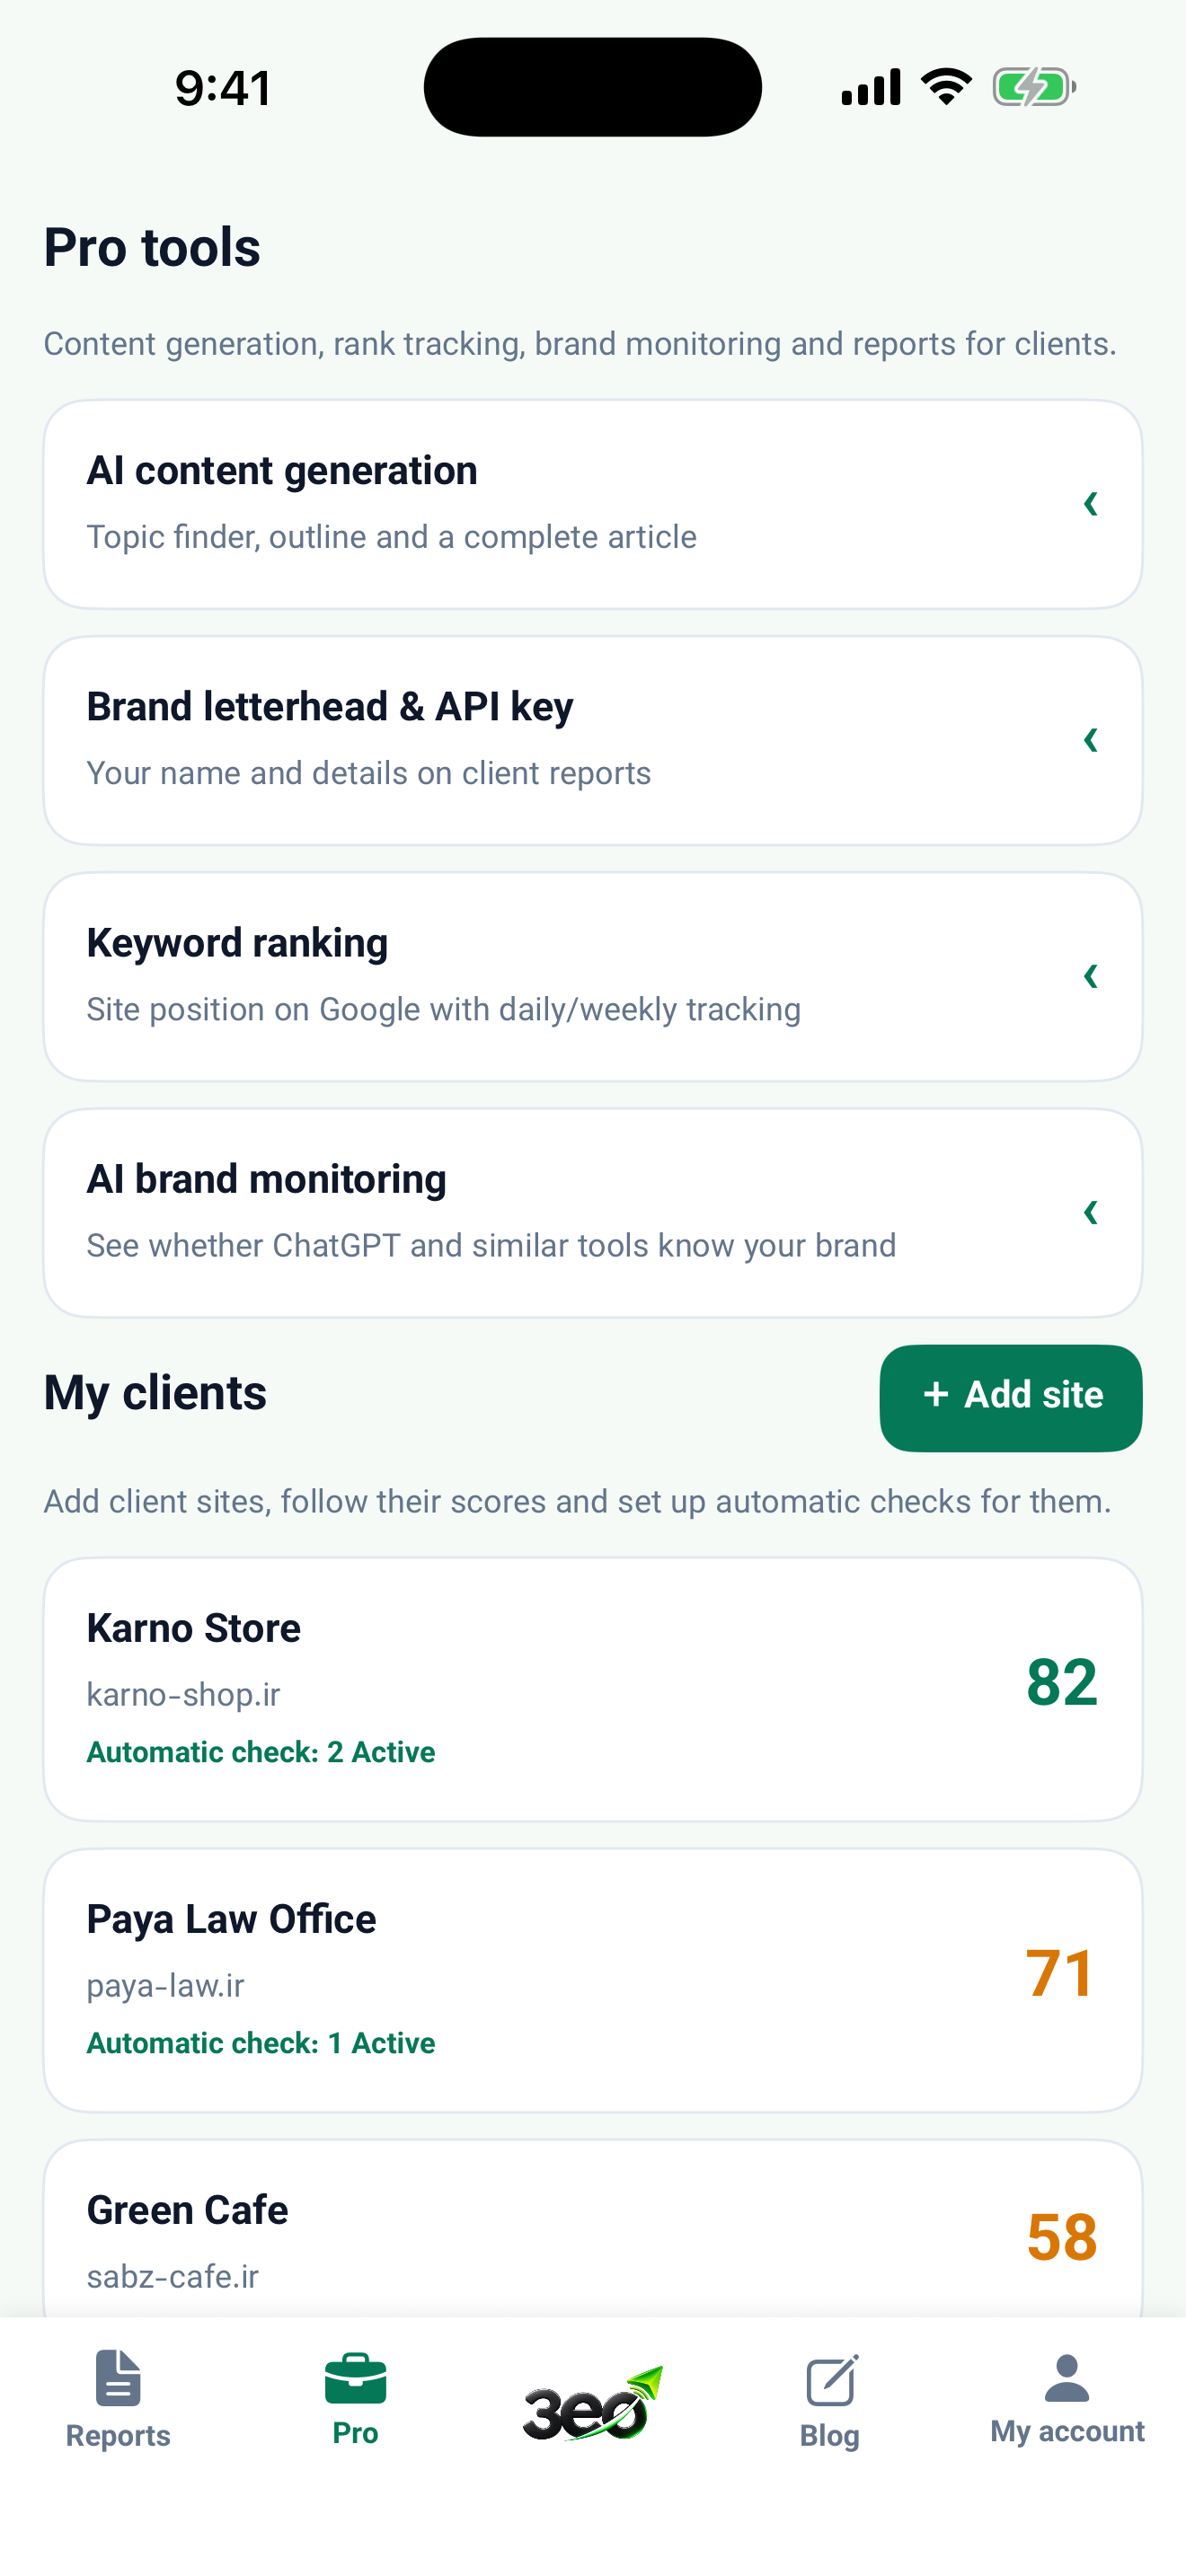 9:41
Pro tools
Content generation, rank tracking, brand monitoring and reports for clients.
AI content generation
Topic finder, outline and a complete article
‹
Brand letterhead & API key
Your name and details on client reports
‹
Keyword ranking
Site position on Google with daily/weekly tracking
‹
AI brand monitoring
See whether ChatGPT and similar tools know your brand
‹
My clients
+ Add site
Add client sites, follow their scores and set up automatic checks for them.
Karno Store
karno-shop.ir
Automatic check: 2 Active
82
Paya Law Office
paya-law.ir
Automatic check: 1 Active
71
Green Cafe
sabz-cafe.ir
58
Reports
Pro
3eo
Blog
My account